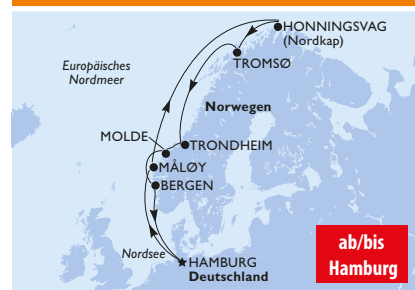 HONNINGSVAG
(Nordkap)
Europäisches
Nordmeer
TROMSØ
Norwegen
MOLDE
TRONDHEIM
MÅLØY
BERGEN
Nordsee
HAMBURG
Deutschland
ab/bis
Hamburg